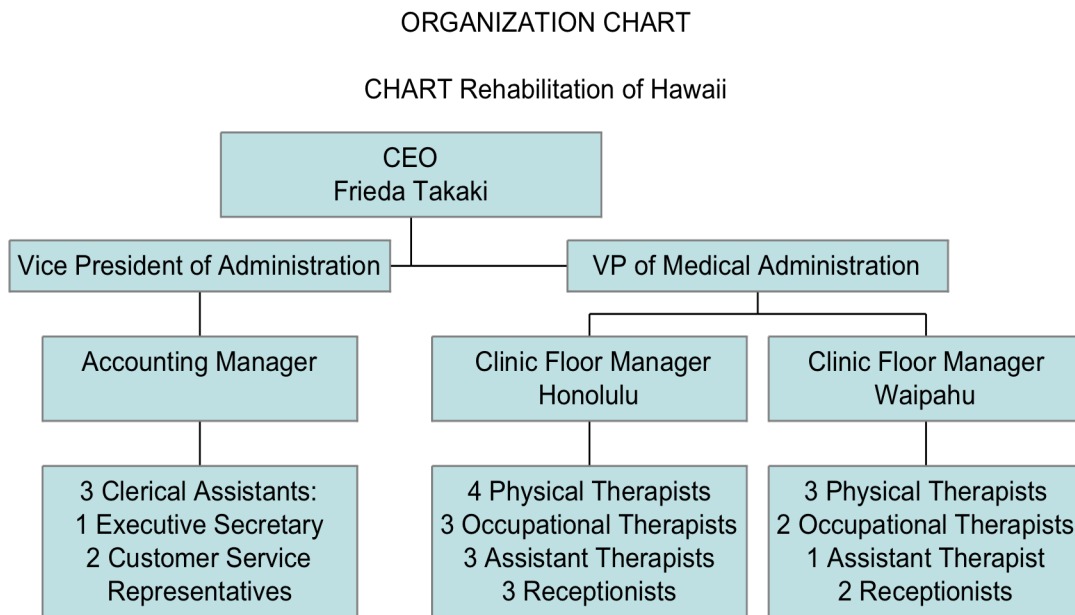 ORGANIZATION CHART
CHART Rehabilitation of Hawaii
CEO
Frieda Takaki
Vice President of Administration
VP of Medical Administration
Accounting Manager
Clinic Floor Manager
Honolulu
Clinic Floor Manager
Waipahu
3 Clerical Assistants:
1 Executive Secretary
2 Customer Service
Representatives
4 Physical Therapists
3 Occupational Therapists
3 Assistant Therapists
3 Receptionists
3 Physical Therapists
2 Occupational Therapists
1 Assistant Therapist
2 Receptionists